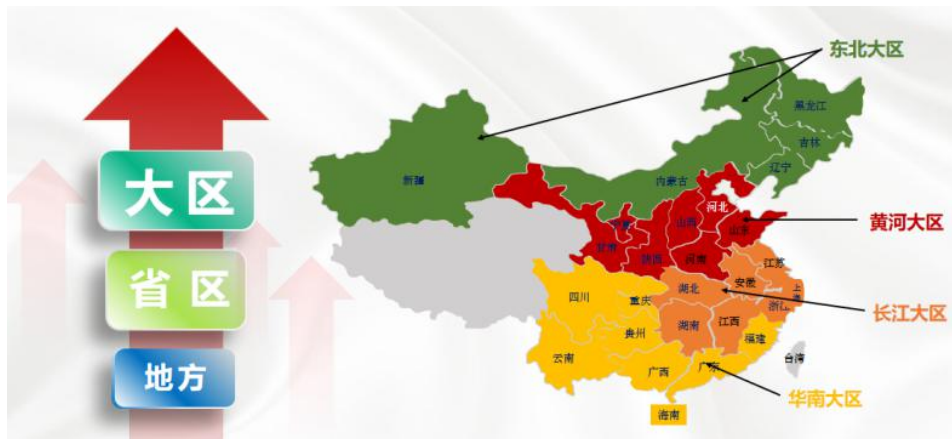 大区
省区
地方
东北大区
黑龙江
吉林
辽宁
内蒙古
新疆
黄河大区
河北
山西
山东
宁夏
甘肃
陕西
河南
长江大区
江苏
安徽
上海
湖北
浙江
湖南
江西
华南大区
四川
重庆
贵州
福建
云南
广西
广东
海南
台湾